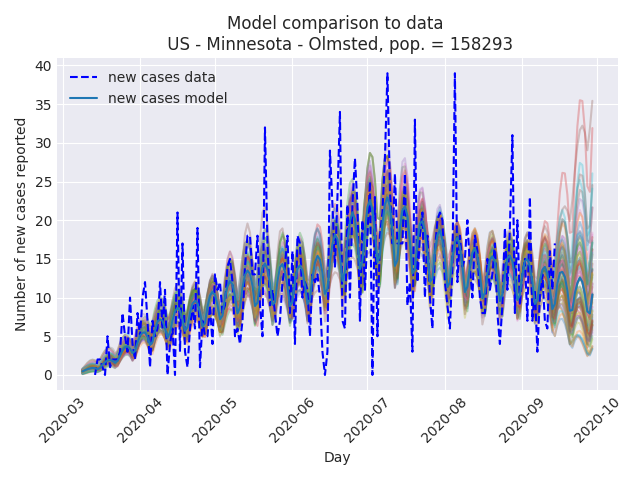 Model comparison to data
US - Minnesota - Olmsted, pop. = 158293
new cases data
new cases model
Number of new cases reported
40
35
30
25
20
15
10
5
0
2020-03
2020-04
2020-05
2020-06
2020-07
2020-08
2020-09
2020-10
Day